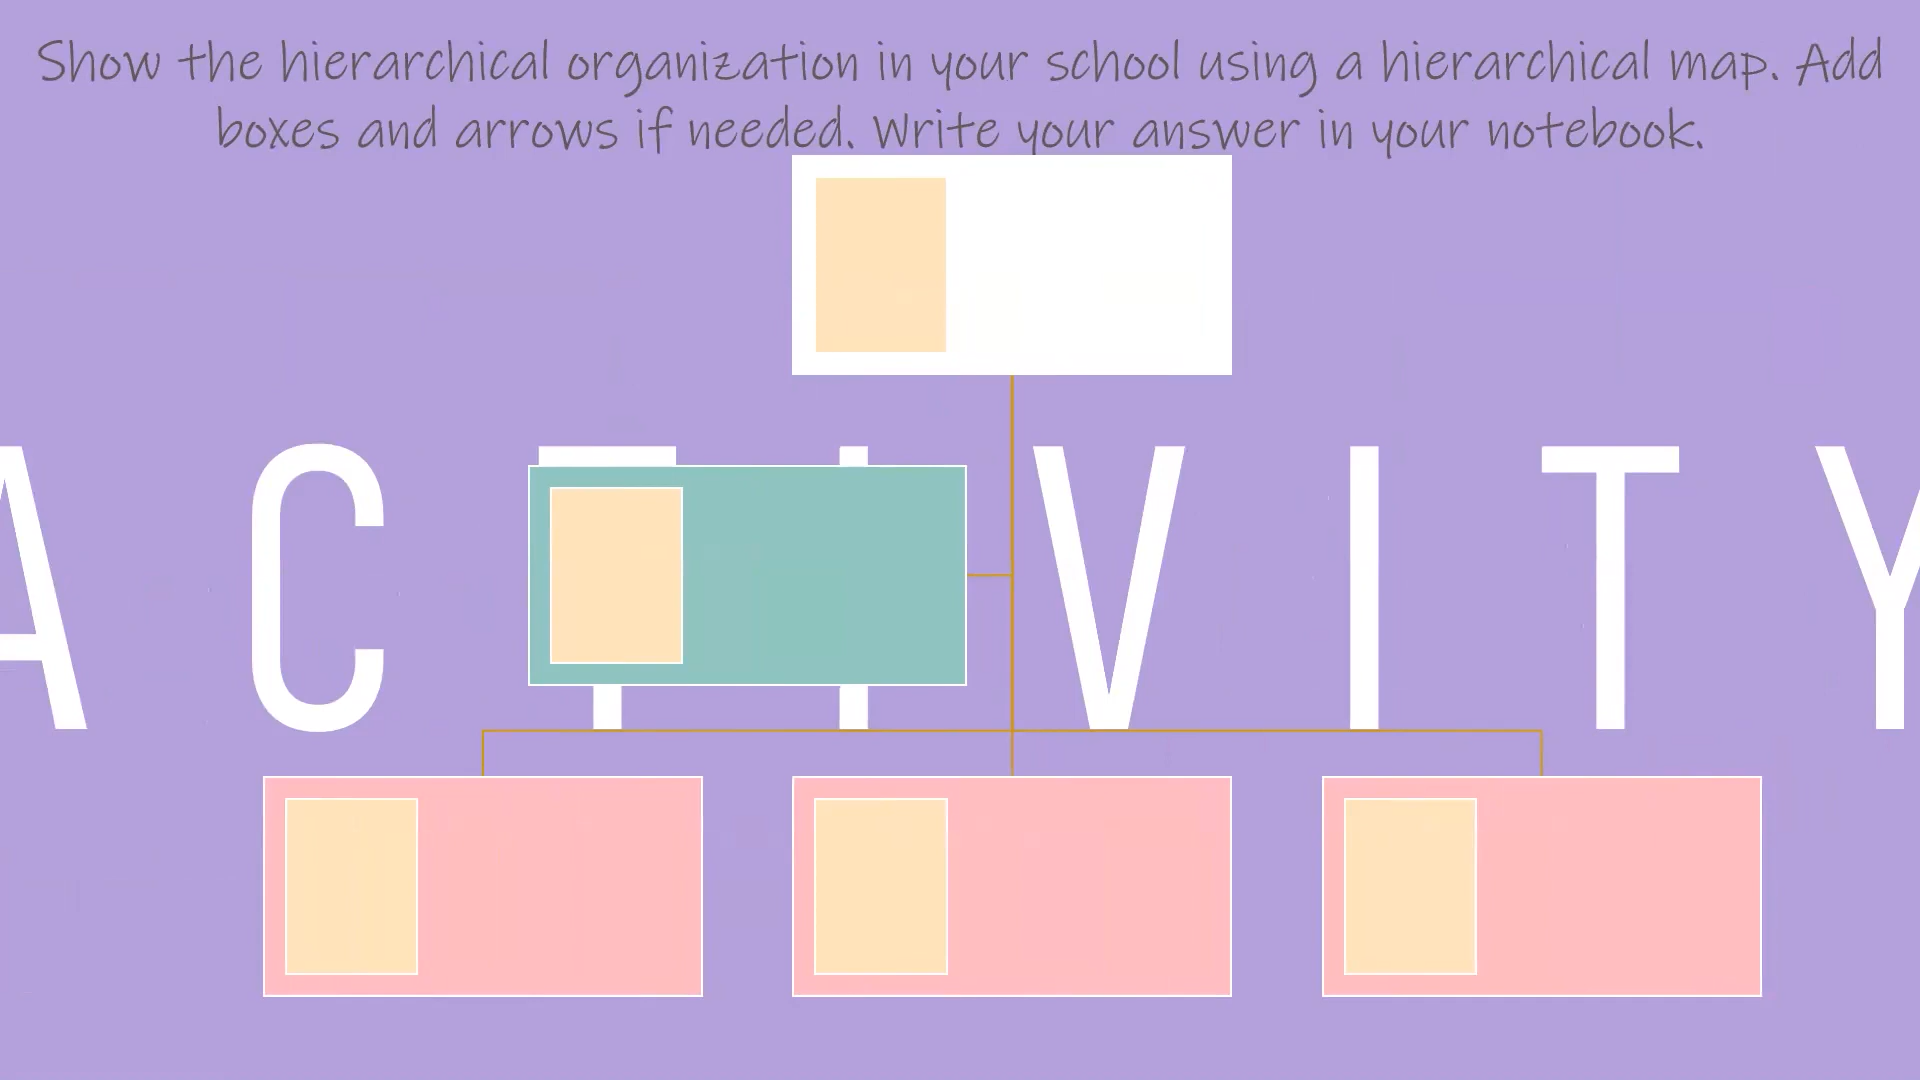 Show the hierarchical organization in your school using a hierarchical map. Add
boxes and arrows if needed. Write your answer in your notebook.
ACTIVITY